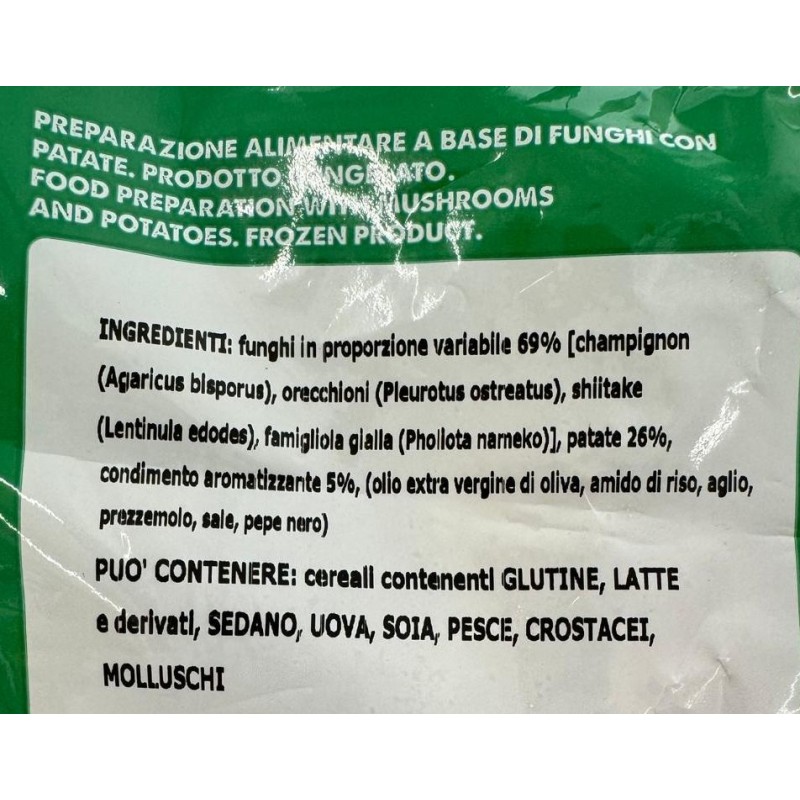 PREPARAZIONE ALIMENTARE A BASE DI FUNGHI CON
PATATE. PRODOTTO CONGELATO.
FOOD PREPARATION WITH MUSHROOMS
AND POTATOES. FROZEN PRODUCT.
INGREDIENTI: funghi in proporzione variabile 69% [champignon
(Agaricus bisporus), orecchioni (Pleurotus ostreatus), shiitake
(Lentinula edodes), famigliola gialla (Pholiota nameko)], patate 26%,
condimento aromatizzante 5%, (olio extra vergine di oliva, amido di riso, aglio,
prezzemolo, sale, pepe nero)
PUO' CONTENERE: cereali contenenti GLUTINE, LATTE
e derivati, SEDANO, UOVA, SOIA, PESCE, CROSTACEI,
MOLLUSCHI